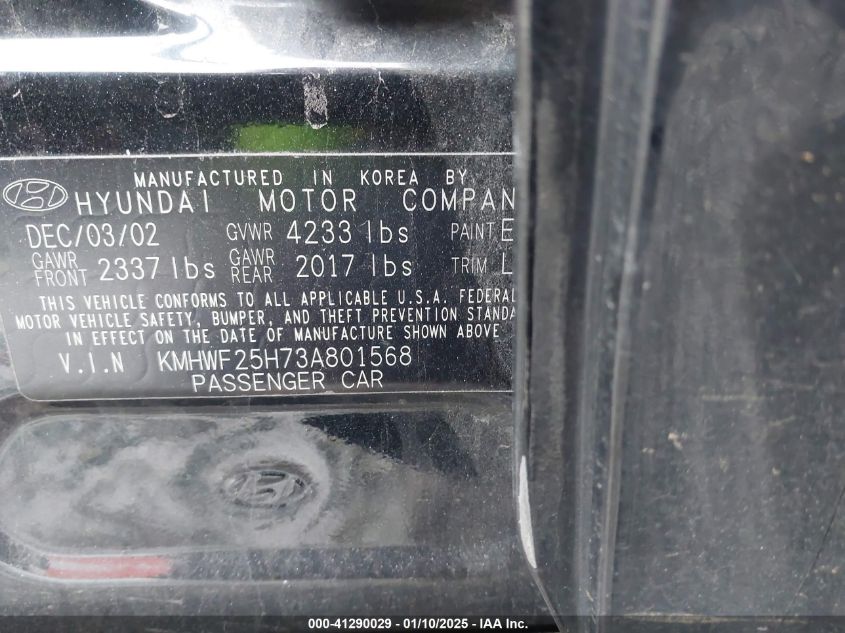 MANUFACTURED IN KOREA BY
HYUNDAI MOTOR COMPAN
DEC/03/02 GVWR 4233 lbs PAINT E
GAWR FRONT 2337 lbs GAWR REAR 2017 lbs TRIM L
THIS VEHICLE CONFORMS TO ALL APPLICABLE U.S.A. FEDERAL
MOTOR VEHICLE SAFETY, BUMPER, AND THEFT PREVENTION STANDA
IN EFFECT ON THE DATE OF MANUFACTURE SHOWN ABOVE
V.I.N KMHWF25H73A801568
PASSENGER CAR
000-41290029 - 01/10/2025 - IAA Inc.